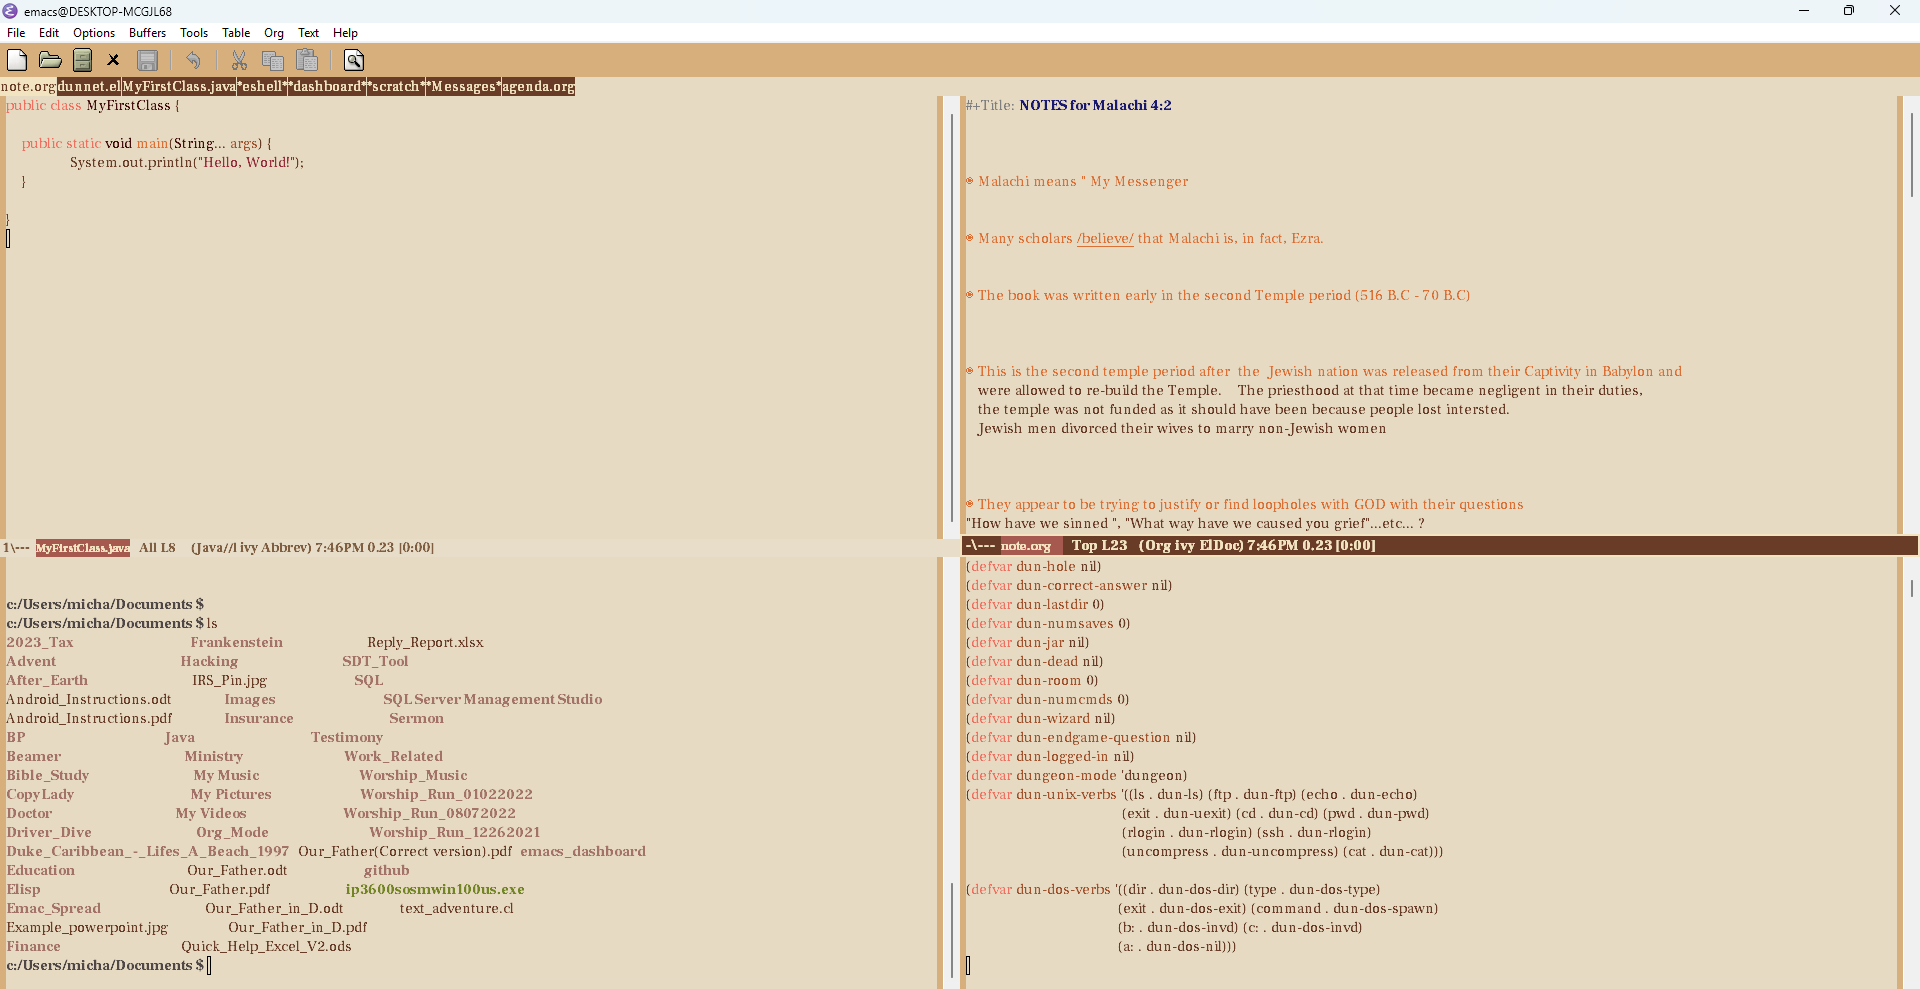 emacs@DESKTOP-MCGJL68
File Edit Options Buffers Tools Table Org Text Help
note.org dunnet.el MyFirstClass.java *eshell* *dashboard* *scratch* *Messages* agenda.org
public class MyFirstClass {
public static void main(String... args) {
System.out.println("Hello, World!");
}
}
1\--- MyFirstClass.java All L8 (Java//l ivy Abbrev) 7:46PM 0.23 [0:00]
#+Title: NOTES for Malachi 4:2
Malachi means " My Messenger
Many scholars /believe/ that Malachi is, in fact, Ezra.
The book was written early in the second Temple period (516 B.C - 70 B.C)
This is the second temple period after the Jewish nation was released from their Captivity in Babylon and
were allowed to re-build the Temple. The priesthood at that time became negligent in their duties,
the temple was not funded as it should have been because people lost intersted.
Jewish men divorced their wives to marry non-Jewish women
They appear to be trying to justify or find loopholes with GOD with their questions
"How have we sinned ", "What way have we caused you grief"...etc... ?
-\--- note.org Top L23 (Org ivy ElDoc) 7:46PM 0.23 [0:00]
c:/Users/micha/Documents $
c:/Users/micha/Documents $ ls
2023_Tax Frankenstein Reply_Report.xlsx
Advent Hacking SDT_Tool
After_Earth IRS_Pin.jpg SQL
Android_Instructions.odt Images SQL Server Management Studio
Android_Instructions.pdf Insurance Sermon
BP Java Testimony
Beamer Ministry Work_Related
Bible_Study My Music Worship_Music
CopyLady My Pictures Worship_Run_01022022
Doctor My Videos Worship_Run_08072022
Driver_Dive Org_Mode Worship_Run_12262021
Duke_Caribbean_-_Lifes_A_Beach_1997 Our_Father(Correct version).pdf emacs_dashboard
Education Our_Father.odt github
Elisp Our_Father.pdf ip3600sosmwin100us.exe
Emac_Spread Our_Father_in_D.odt text_adventure.cl
Example_powerpoint.jpg Our_Father_in_D.pdf
Finance Quick_Help_Excel_V2.ods
c:/Users/micha/Documents $
(defvar dun-hole nil)
(defvar dun-correct-answer nil)
(defvar dun-lastdir 0)
(defvar dun-numsaves 0)
(defvar dun-jar nil)
(defvar dun-dead nil)
(defvar dun-room 0)
(defvar dun-numcmds 0)
(defvar dun-wizard nil)
(defvar dun-endgame-question nil)
(defvar dun-logged-in nil)
(defvar dungeon-mode 'dungeon)
(defvar dun-unix-verbs '((ls . dun-ls) (ftp . dun-ftp) (echo . dun-echo)
(exit . dun-uexit) (cd . dun-cd) (pwd . dun-pwd)
(rlogin . dun-rlogin) (ssh . dun-rlogin)
(uncompress . dun-uncompress) (cat . dun-cat)))
(defvar dun-dos-verbs '((dir . dun-dos-dir) (type . dun-dos-type)
(exit . dun-dos-exit) (command . dun-dos-spawn)
(b: . dun-dos-invd) (c: . dun-dos-invd)
(a: . dun-dos-nil)))